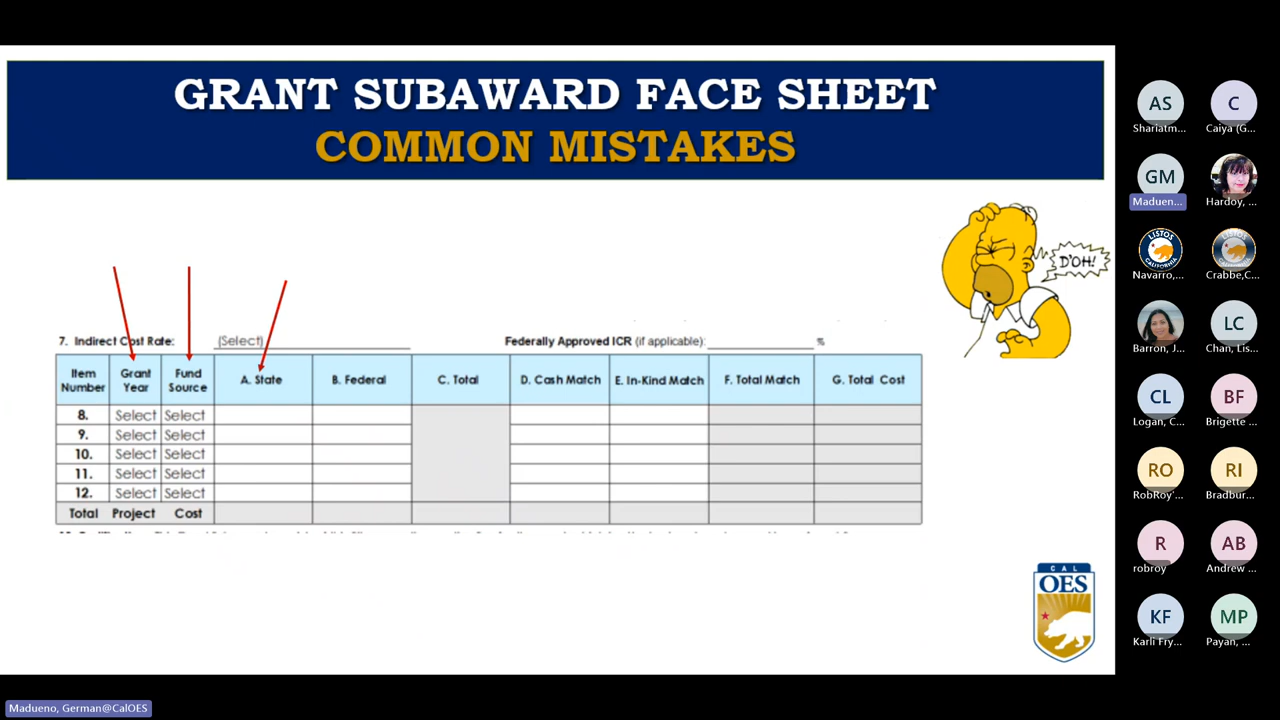 GRANT SUBAWARD FACE SHEET
COMMON MISTAKES
D'OH!
7. Indirect Cost Rate: (Select) Federally Approved ICR (if applicable): %
Item Number Grant Year Fund Source A. State B. Federal C. Total D. Cash Match E. In-Kind Match F. Total Match G. Total Cost
8. Select Select
9. Select Select
10. Select Select
11. Select Select
12. Select Select
Total Project Cost
CAL
OES
AS C
Shariatm... Caiya (G...
GM
Maduen... Hardoy, ...
LISTOS
CALIFORNIA
LISTOS
CALIFORNIA
Navarro,... Crabbe,C...
LC
Barron, J... Chan, Lis...
CL BF
Logan, C... Brigette ...
RO RI
RobRoy'... Bradbur...
R AB
robroy Andrew ...
KF MP
Karli Fry... Payan, ...
Madueno, German@CalOES